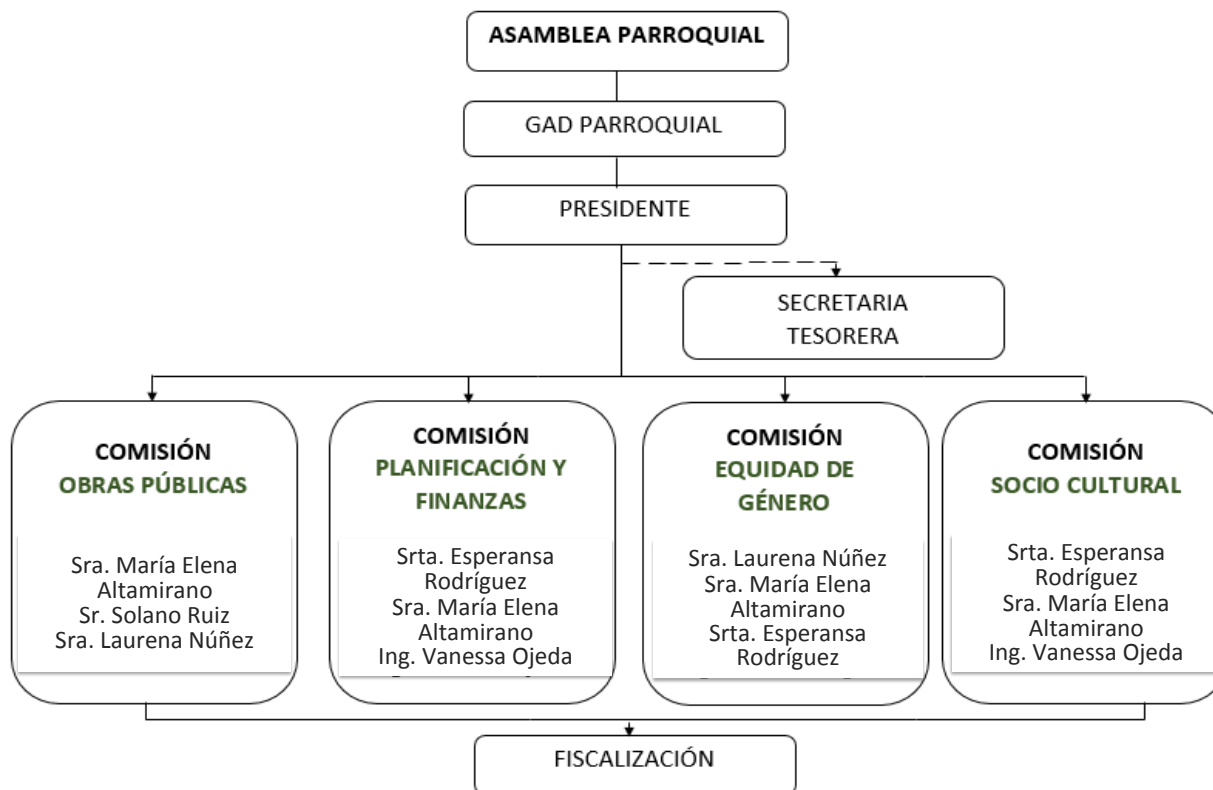 ASAMBLEA PARROQUIAL
GAD PARROQUIAL
PRESIDENTE
SECRETARIA
TESORERA
COMISIÓN
OBRAS PÚBLICAS
Sra. María Elena
Altamirano
Sr. Solano Ruiz
Sra. Laurena Núñez
COMISIÓN
PLANIFICACIÓN Y
FINANZAS
Srta. Esperansa
Rodríguez
Sra. María Elena
Altamirano
Ing. Vanessa Ojeda
COMISIÓN
EQUIDAD DE
GÉNERO
Sra. Laurena Núñez
Sra. María Elena
Altamirano
Srta. Esperansa
Rodríguez
COMISIÓN
SOCIO CULTURAL
Srta. Esperansa
Rodríguez
Sra. María Elena
Altamirano
Ing. Vanessa Ojeda
FISCALIZACIÓN